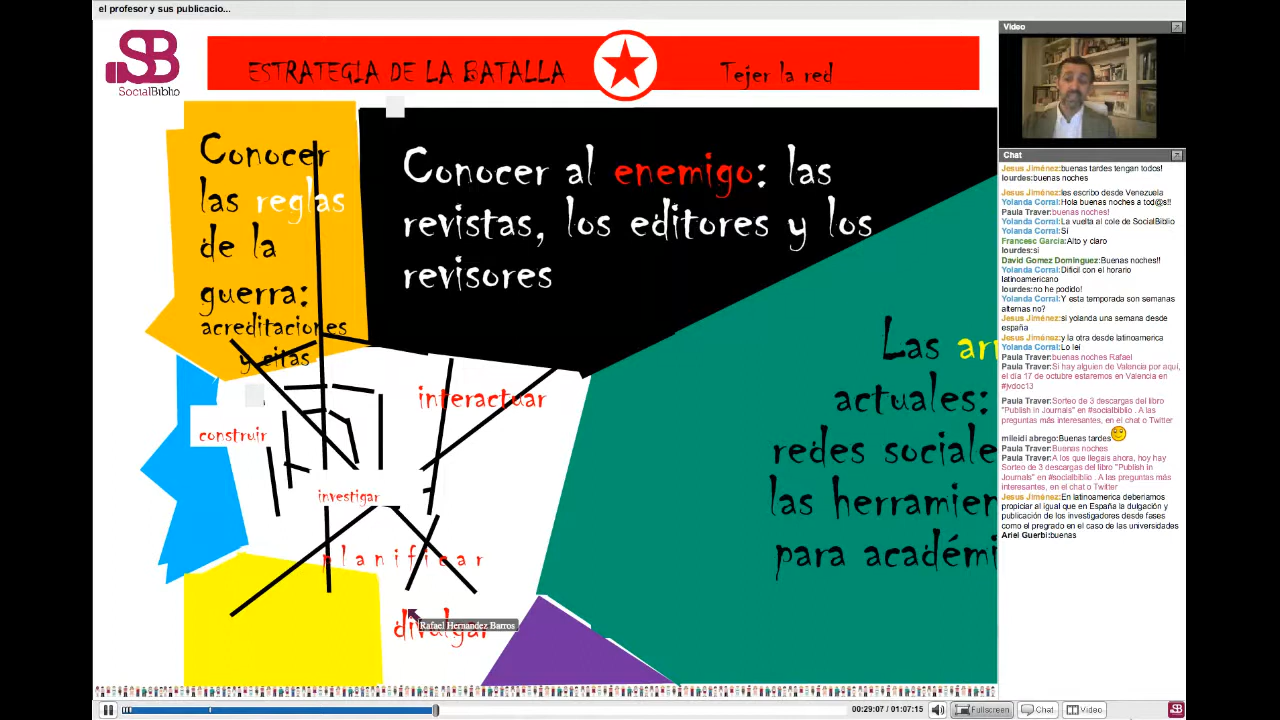 el profesor y sus publicacio...
SB
SocialBiblio
ESTRATEGIA DE LA BATALLA
Tejer la red
Conocer
las reglas
de la
guerra:
acreditaciones
y citas
Conocer al enemigo: las
revistas, los editores y los
revisores
Las
actuales:
redes sociale
las herramien
para académi
interactuar
construir
investigar
planificar
divulgar
Rafael Hernandez Barros
Video
Chat
Jesus Jiménez:buenas tardes tengan todos!
lourdes:buenas noches
Jesus Jiménez:les escribo desde Venezuela
Yolanda Corral:Hola buenas noches a tod@s!!
Paula Traver:buenas noches!
Yolanda Corral:La vuelta al cole de SocialBiblio
Yolanda Corral:Sí
Francesc García:Alto y claro
lourdes:si
David Gomez Dominguez:Buenas noches!!
Yolanda Corral:Dificil con el horario
latinoamericano
lourdes:no he podido!
Yolanda Corral:Y esta temporada son semanas
alternas no?
Jesus Jiménez:si yolanda una semana desde
españa
Jesus Jiménez:y la otra desde latinoamerica
Yolanda Corral:Lo leí
Paula Traver:buenas noches Rafael
Paula Traver:Si hay alguien de Valencia por aquí,
el día 17 de octubre estaremos en Valencia en
#jvdoc13
Paula Traver:Sorteo de 3 descargas del libro
"Publish in Journals" en #socialbiblio . A las
preguntas más interesantes, en el chat o Twitter
mileidi abrego:Buenas tardes
Paula Traver:Buenas noches
Paula Traver:A los que llegais ahora, hoy hay
Sorteo de 3 descargas del libro "Publish in
Journals" en #socialbiblio . A las preguntas más
interesantes, en el chat o Twitter
Jesus Jiménez:En latinoamerica deberiamos
propiciar al igual que en España la dulgación y
publicación de los investigadores desde fases
como el pregrado en el caso de las universidades
Ariel Guerbi:buenas
00:29:07 / 01:07:15
Fullscreen
Chat
Video
SB